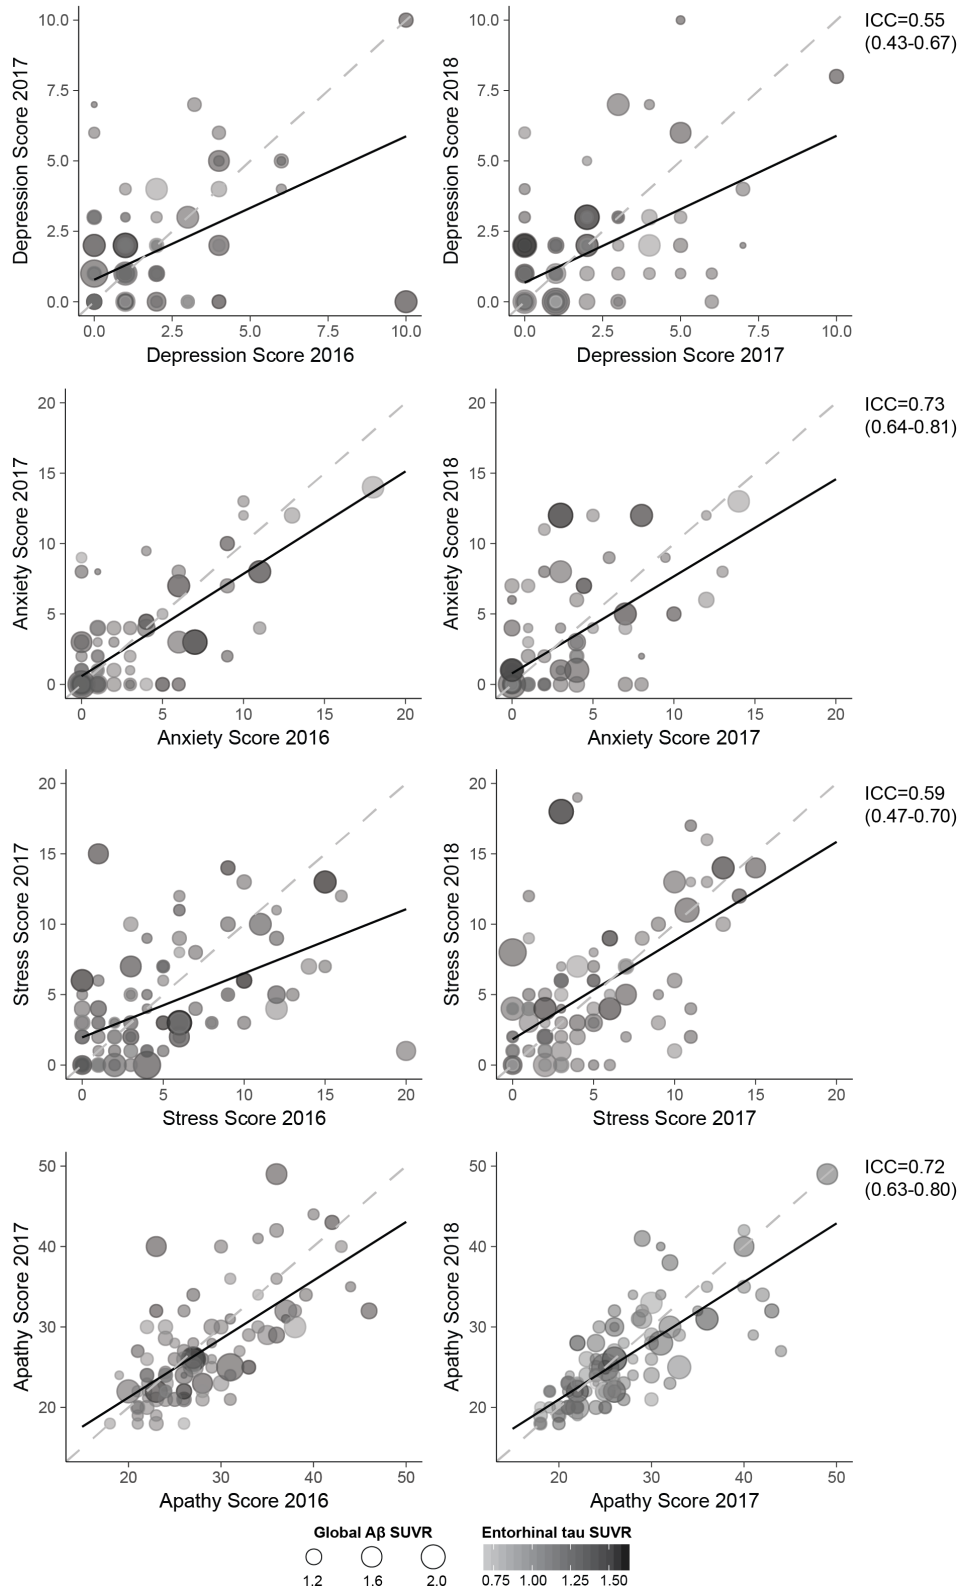 10.0
7.5
5.0
2.5
0.0
Depression Score 2017
0.0 2.5 5.0 7.5 10.0
Depression Score 2016
10.0
7.5
5.0
2.5
0.0
Depression Score 2018
0.0 2.5 5.0 7.5 10.0
Depression Score 2017
ICC=0.55
(0.43-0.67)
20
15
10
5
0
Anxiety Score 2017
0 5 10 15 20
Anxiety Score 2016
20
15
10
5
0
Anxiety Score 2018
0 5 10 14 20
Anxiety Score 2017
ICC=0.73
(0.64-0.81)
20
15
10
5
0
Stress Score 2017
0 5 10 15 20
Stress Score 2016
20
15
10
5
0
Stress Score 2018
0 5 10 15 20
Stress Score 2017
ICC=0.59
(0.47-0.70)
50
40
30
20
Apathy Score 2017
20 30 40 50
Apathy Score 2016
50
40
30
20
Apathy Score 2018
20 30 40 50
Apathy Score 2017
ICC=0.72
(0.63-0.80)
Global Aβ SUVR
1.2 1.6 2.0
Entorhinal tau SUVR
0.75 1.00 1.25 1.50